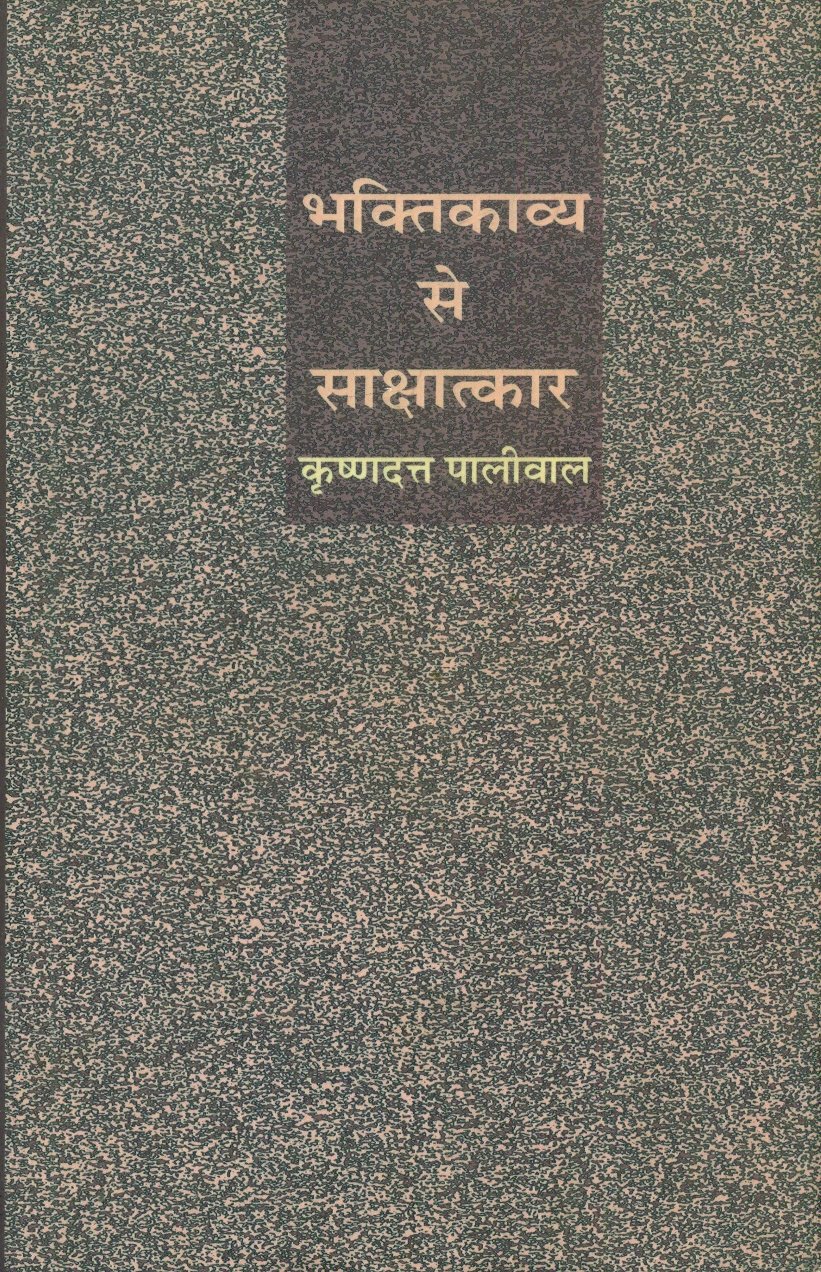 भक्तिकाव्य
से
साक्षात्कार
कृष्णदत्त पालीवाल